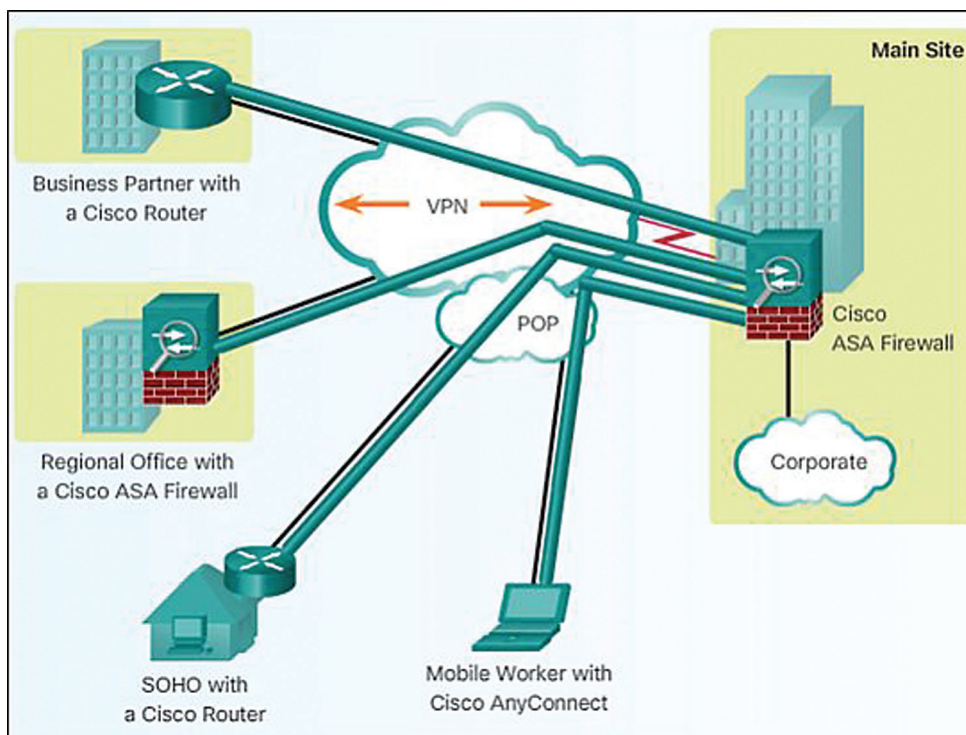 Main Site
Business Partner with
a Cisco Router
VPN
POP
Cisco
ASA Firewall
Regional Office with
a Cisco ASA Firewall
Corporate
SOHO with
a Cisco Router
Mobile Worker with
Cisco AnyConnect